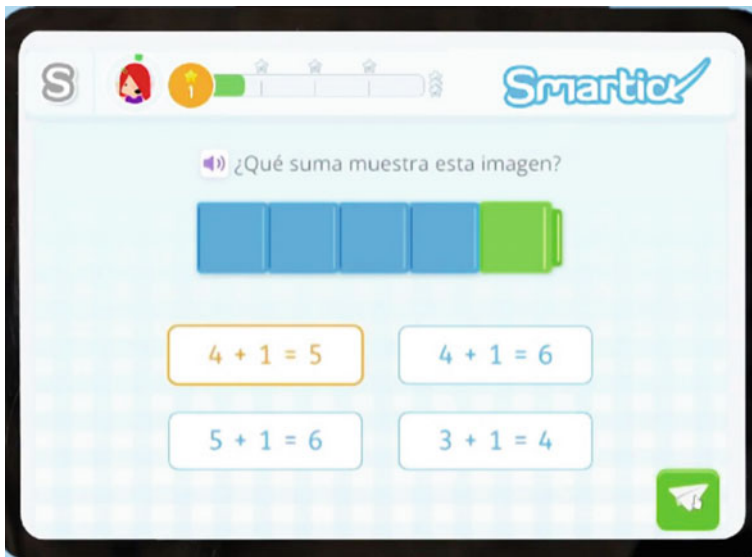 S
1
Smartick
¿Qué suma muestra esta imagen?
4 + 1 = 5
4 + 1 = 6
5 + 1 = 6
3 + 1 = 4